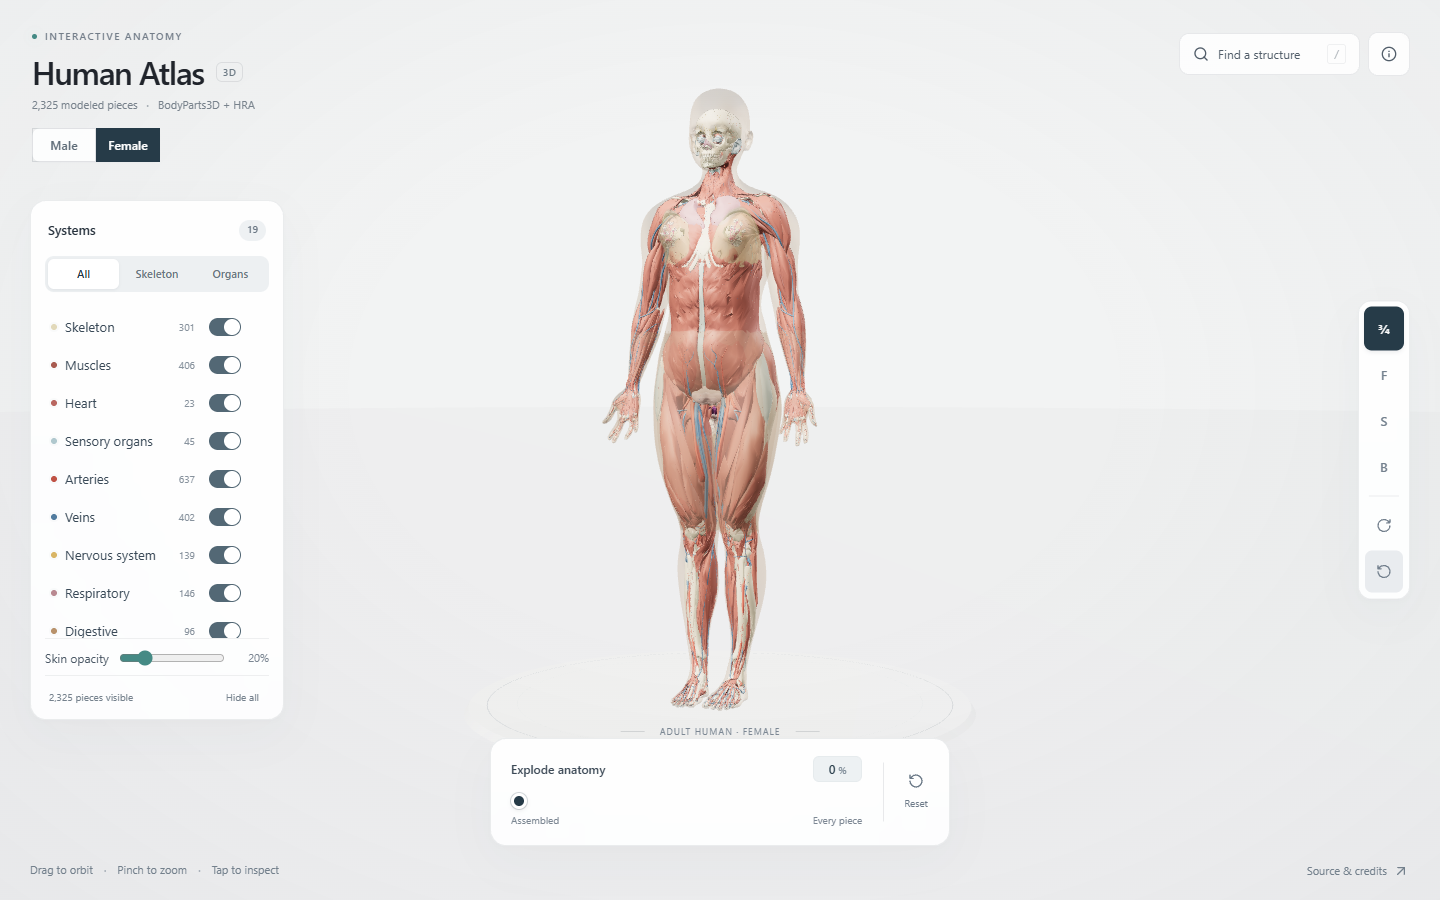 INTERACTIVE ANATOMY
Human Atlas 3D
2,325 modeled pieces · BodyParts3D + HRA
Male Female
Find a structure /
Systems 19
All Skeleton Organs
Skeleton 301
Muscles 406
Heart 23
Sensory organs 45
Arteries 637
Veins 402
Nervous system 139
Respiratory 146
Digestive 96
Skin opacity 20%
2,325 pieces visible Hide all
¾
F
S
B
ADULT HUMAN · FEMALE
Explode anatomy 0 %
Assembled Every piece
Reset
Drag to orbit · Pinch to zoom · Tap to inspect
Source & credits